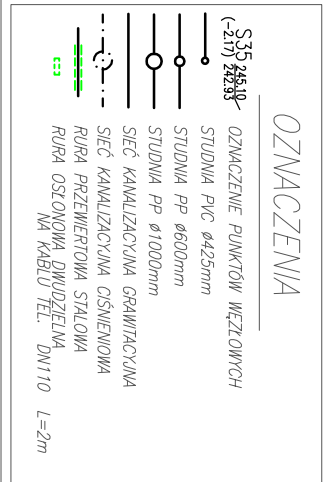 OZNACZENIA
S35 245.10 OZNACZENIE PUNKTÓW WĘZŁOWYCH
(-2.17) 242.93
STUDNIA PVC Ø425mm
STUDNIA PP Ø600mm
STUDNIA PP Ø1000mm
SIEĆ KANALIZACYJNA GRAWITACYJNA
SIEĆ KANALIZACYJNA CIŚNIENIOWA
RURA PRZEWIERTOWA STALOWA
RURA OSŁONOWA DWUDZIELNA
NA KABLU TEL. DN110 L=2m